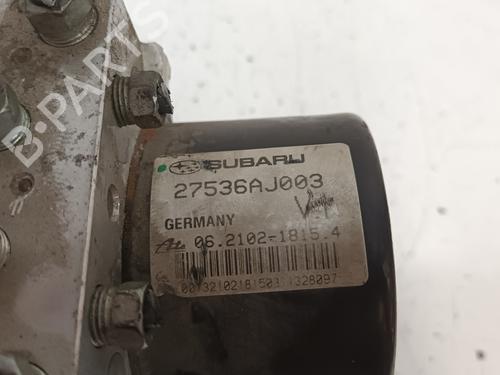 B-PARTS
SUBARU
27536AJ003
GERMANY
06.2102-1815.4